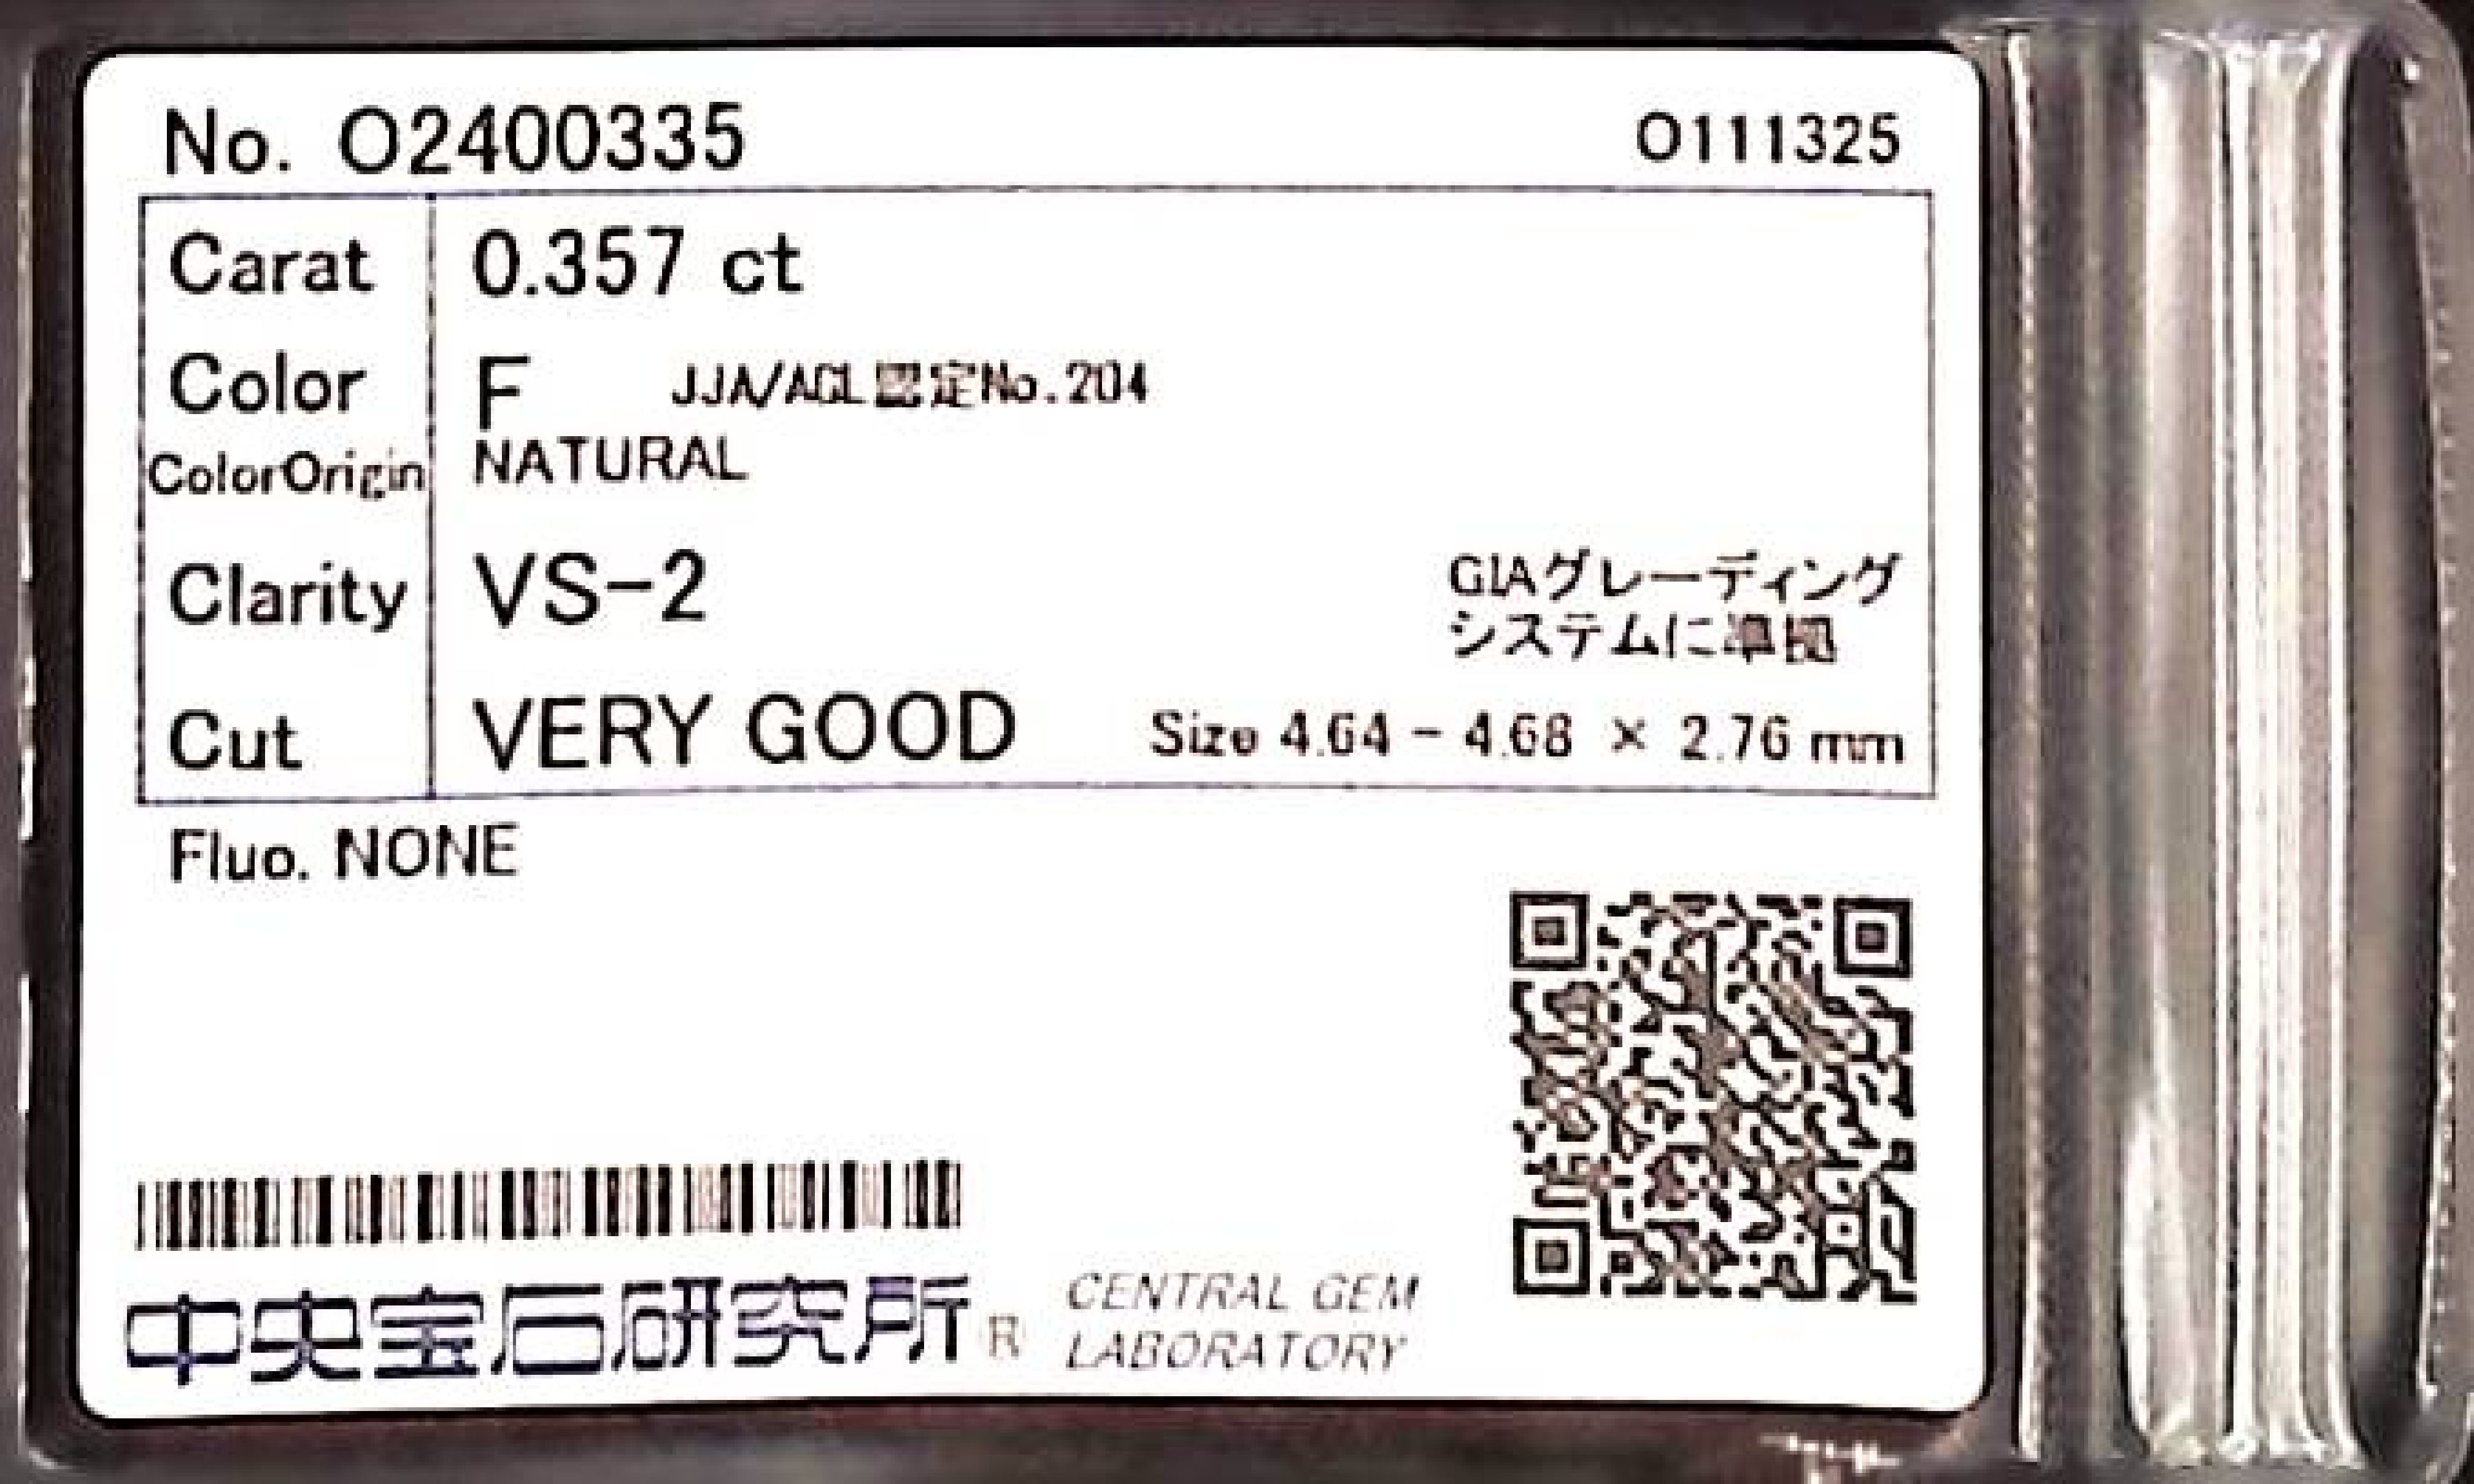 No. O2400335 O111325
Carat 0.357 ct
Color F JJA/AGL認定No.204
ColorOrigin NATURAL
Clarity VS-2
GIAグレーディング
システムに準拠
Cut VERY GOOD Size 4.64 - 4.68 × 2.76 mm
Fluo. NONE
中央宝石研究所 R
CENTRAL GEM
LABORATORY